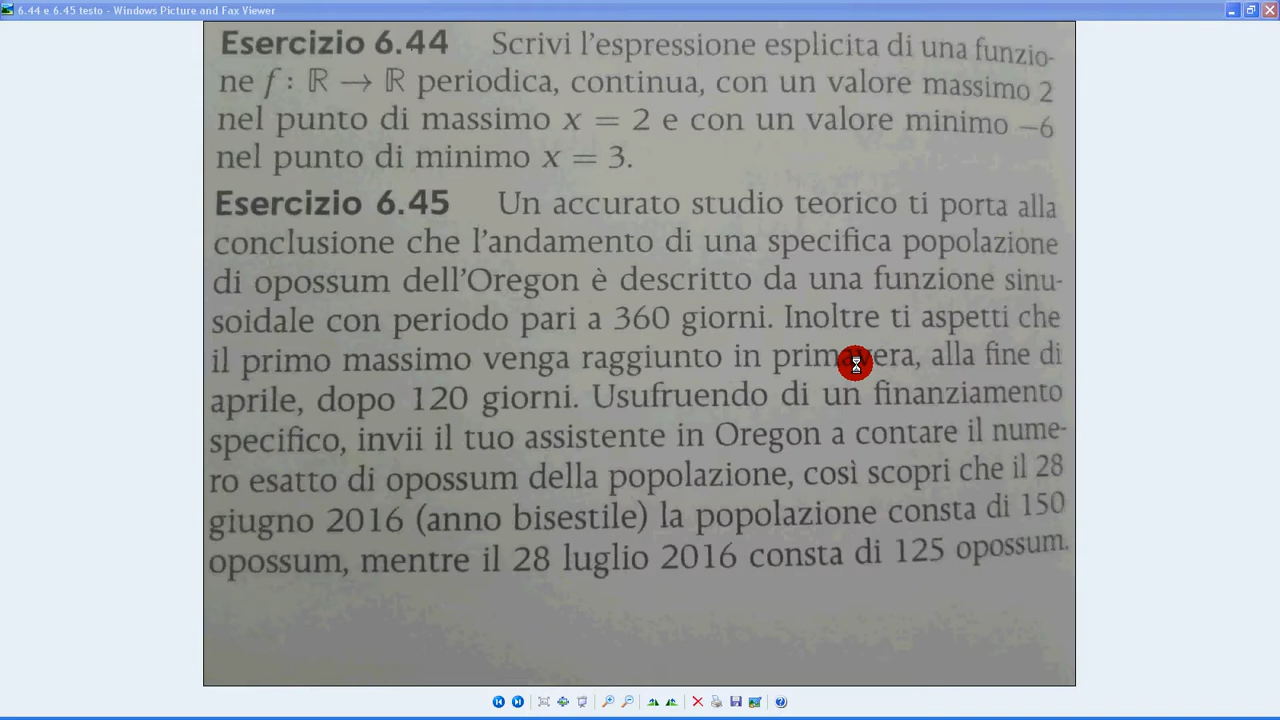 6.44 e 6.45 testo - Windows Picture and Fax Viewer
Esercizio 6.44 Scrivi l'espressione esplicita di una funzio-
ne f : ℝ → ℝ periodica, continua, con un valore massimo 2
nel punto di massimo x = 2 e con un valore minimo −6
nel punto di minimo x = 3.
Esercizio 6.45 Un accurato studio teorico ti porta alla
conclusione che l'andamento di una specifica popolazione
di opossum dell'Oregon è descritto da una funzione sinu-
soidale con periodo pari a 360 giorni. Inoltre ti aspetti che
il primo massimo venga raggiunto in primavera, alla fine di
aprile, dopo 120 giorni. Usufruendo di un finanziamento
specifico, invii il tuo assistente in Oregon a contare il nume-
ro esatto di opossum della popolazione, così scopri che il 28
giugno 2016 (anno bisestile) la popolazione consta di 150
opossum, mentre il 28 luglio 2016 consta di 125 opossum.